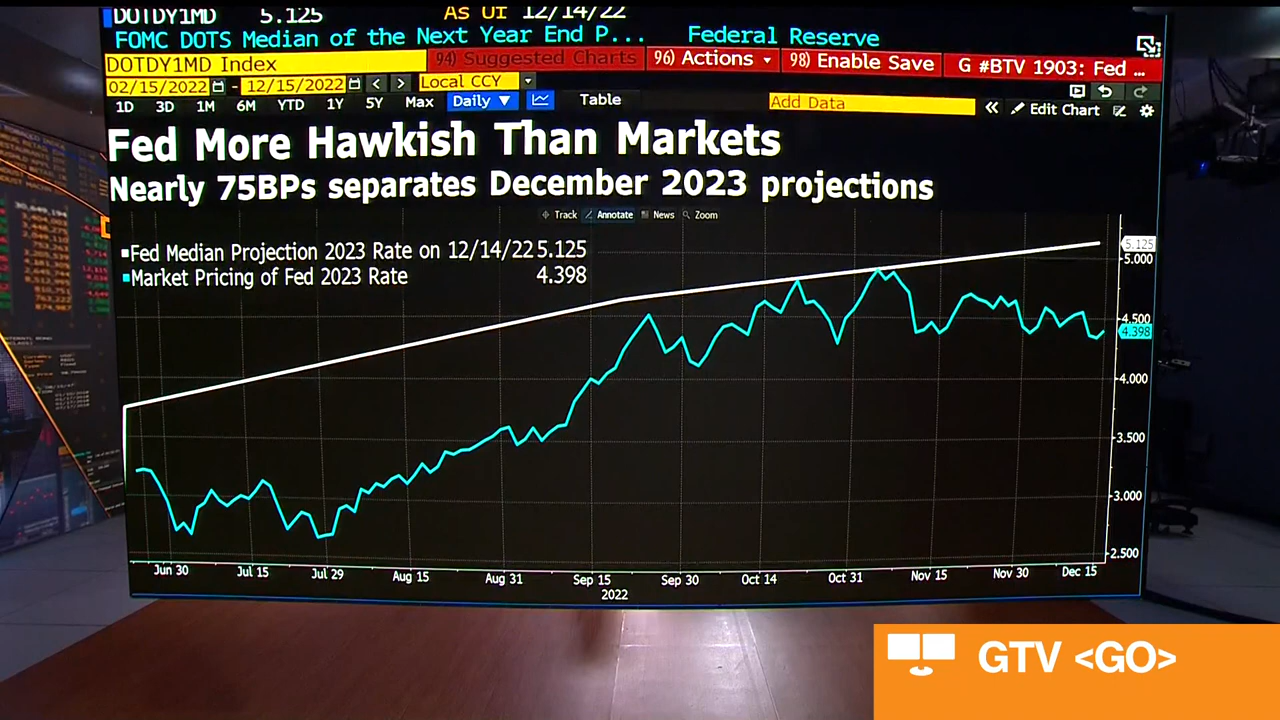 DOTDY1MD 5.125 As Of 12/14/22
FOMC DOTS Median of the Next Year End P... Federal Reserve
DOTDY1MD Index 94) Suggested Charts 96) Actions 98) Enable Save G #BTV 1903: Fed ...
02/15/2022 - 12/15/2022 < > Local CCY
1D 3D 1M 6M YTD 1Y 5Y Max Daily ▼ Table Add Data « Edit Chart
Fed More Hawkish Than Markets
Nearly 75BPs separates December 2023 projections
Track Annotate News Zoom
Fed Median Projection 2023 Rate on 12/14/22 5.125
Market Pricing of Fed 2023 Rate 4.398
5.125
5.000
4.500
4.398
4.000
3.500
3.000
2.500
Jun 30 Jul 15 Jul 29 Aug 15 Aug 31 Sep 15 Sep 30 Oct 14 Oct 31 Nov 15 Nov 30 Dec 15
2022
GTV <GO>